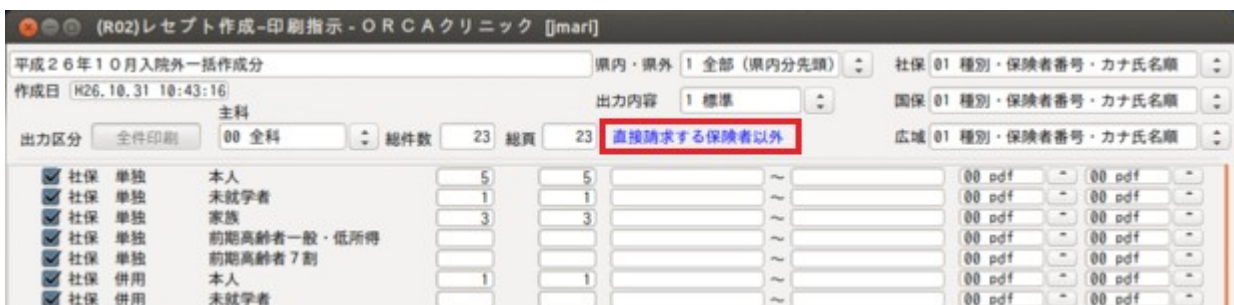 (R02)レセプト作成-印刷指示 - ORCAクリニック [jmari]
平成26年10月入院外一括作成分 県内・県外 1 全部(県内分先頭) 社保 01 種別・保険者番号・カナ氏名順
作成日 H26.10.31 10:43:16 出力内容 1 標準 国保 01 種別・保険者番号・カナ氏名順
主科
出力区分 全件印刷 00 全科 総件数 23 総頁 23 直接請求する保険者以外 広域 01 種別・保険者番号・カナ氏名順
社保 単独 本人 5 5 ~ 00 pdf 00 pdf
社保 単独 未就学者 1 1 ~ 00 pdf 00 pdf
社保 単独 家族 3 3 ~ 00 pdf 00 pdf
社保 単独 前期高齢者一般・低所得 ~ 00 pdf 00 pdf
社保 単独 前期高齢者7割 ~ 00 pdf 00 pdf
社保 併用 本人 1 1 ~ 00 pdf 00 pdf
社保 併用 未就学者 ~ 00 pdf 00 pdf